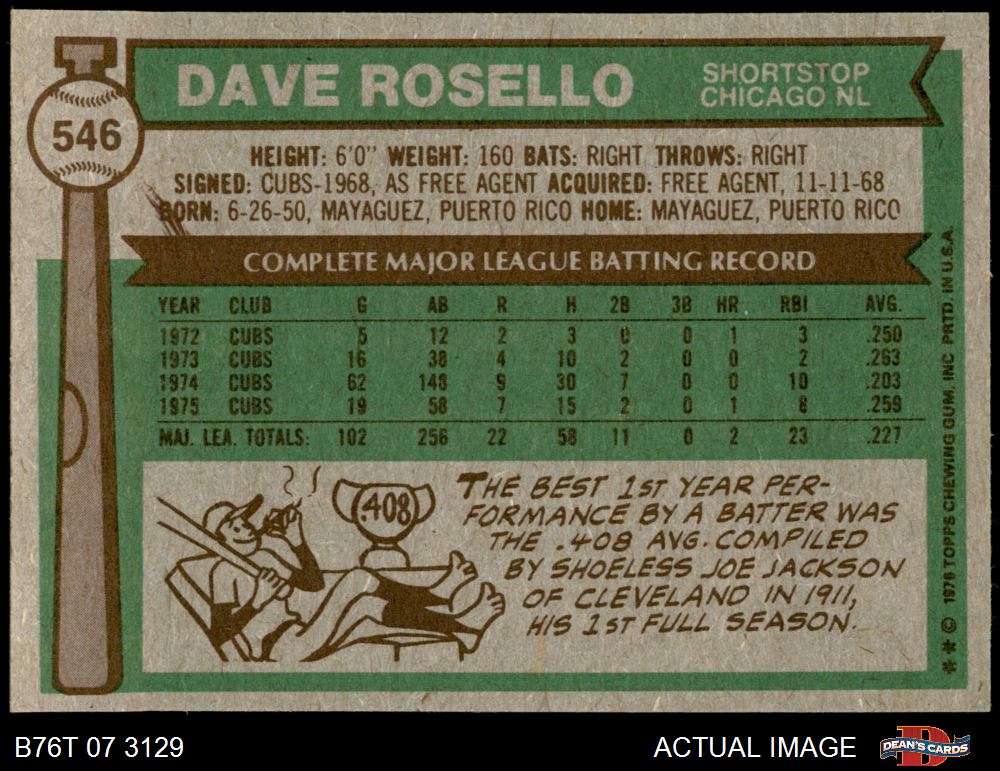 546
DAVE ROSELLO
SHORTSTOP
CHICAGO NL
HEIGHT: 6'0" WEIGHT: 160 BATS: RIGHT THROWS: RIGHT
SIGNED: CUBS-1968, AS FREE AGENT ACQUIRED: FREE AGENT, 11-11-68
BORN: 6-26-50, MAYAGUEZ, PUERTO RICO HOME: MAYAGUEZ, PUERTO RICO
COMPLETE MAJOR LEAGUE BATTING RECORD
YEAR CLUB G AB R H 2B 3B HR RBI AVG.
1972 CUBS 5 12 2 3 0 0 1 3 .250
1973 CUBS 16 38 4 10 2 0 0 2 .263
1974 CUBS 62 148 9 30 7 0 0 10 .203
1975 CUBS 19 58 7 15 2 0 1 8 .259
MAJ. LEA. TOTALS: 102 256 22 58 11 0 2 23 .227
.408
THE BEST 1ST YEAR PER-
FORMANCE BY A BATTER WAS
THE .408 AVG. COMPILED
BY SHOELESS JOE JACKSON
OF CLEVELAND IN 1911,
HIS 1ST FULL SEASON.
** © 1976 TOPPS CHEWING GUM, INC PRTD. IN U.S.A.
B76T 07 3129
ACTUAL IMAGE
D
DEAN'S CARDS